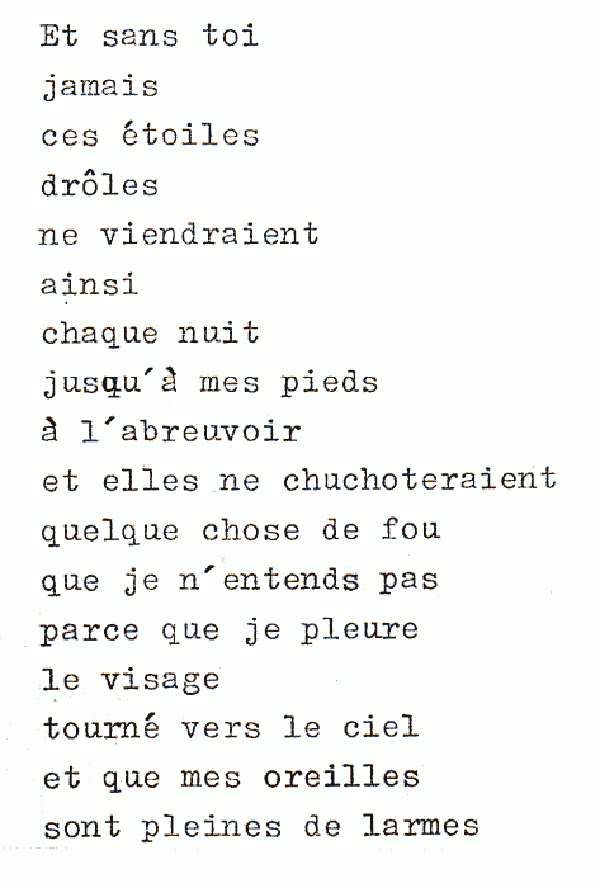 Et sans toi
jamais
ces étoiles
drôles
ne viendraient
ainsi
chaque nuit
jusqu'à mes pieds
à l'abreuvoir
et elles ne chuchoteraient
quelque chose de fou
que je n'entends pas
parce que je pleure
le visage
tourné vers le ciel
et que mes oreilles
sont pleines de larmes